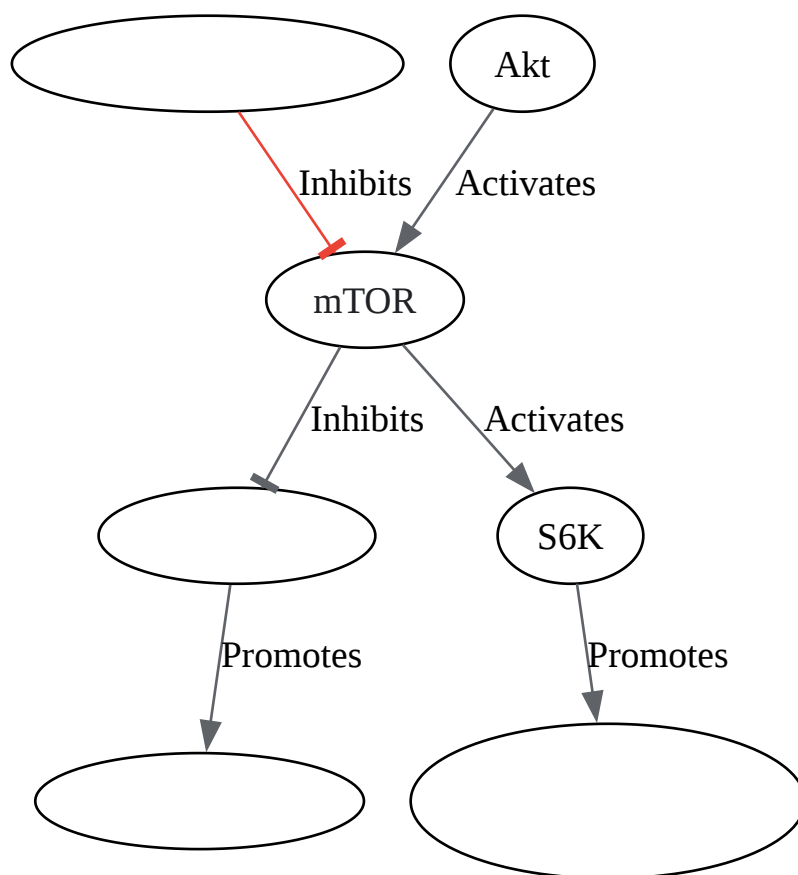 Akt
Inhibits
Activates
mTOR
Inhibits
Activates
S6K
Promotes
Promotes